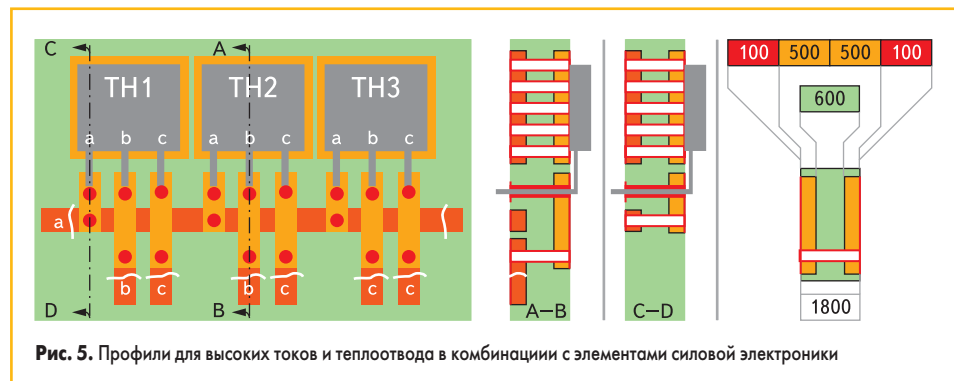 C
A
100 500 500 100
TH1 TH2 TH3
600
a b c a b c a b c
a
b c b c c c
D
B
A–B
C–D
1800
Рис. 5. Профили для высоких токов и теплоотвода в комбинациии с элементами силовой электроники